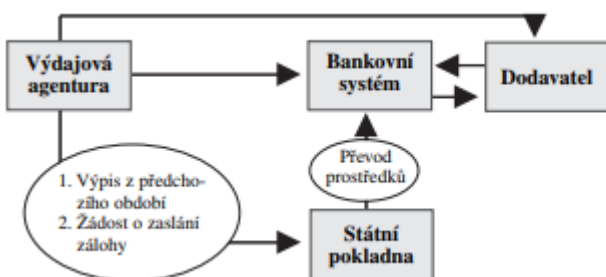 Výdajová
agentura
Bankovní
systém
Dodavatel
1. Výpis z předcho-
zího období
2. Žádost o zaslání
zálohy
Převod
prostředků
Státní
pokladna